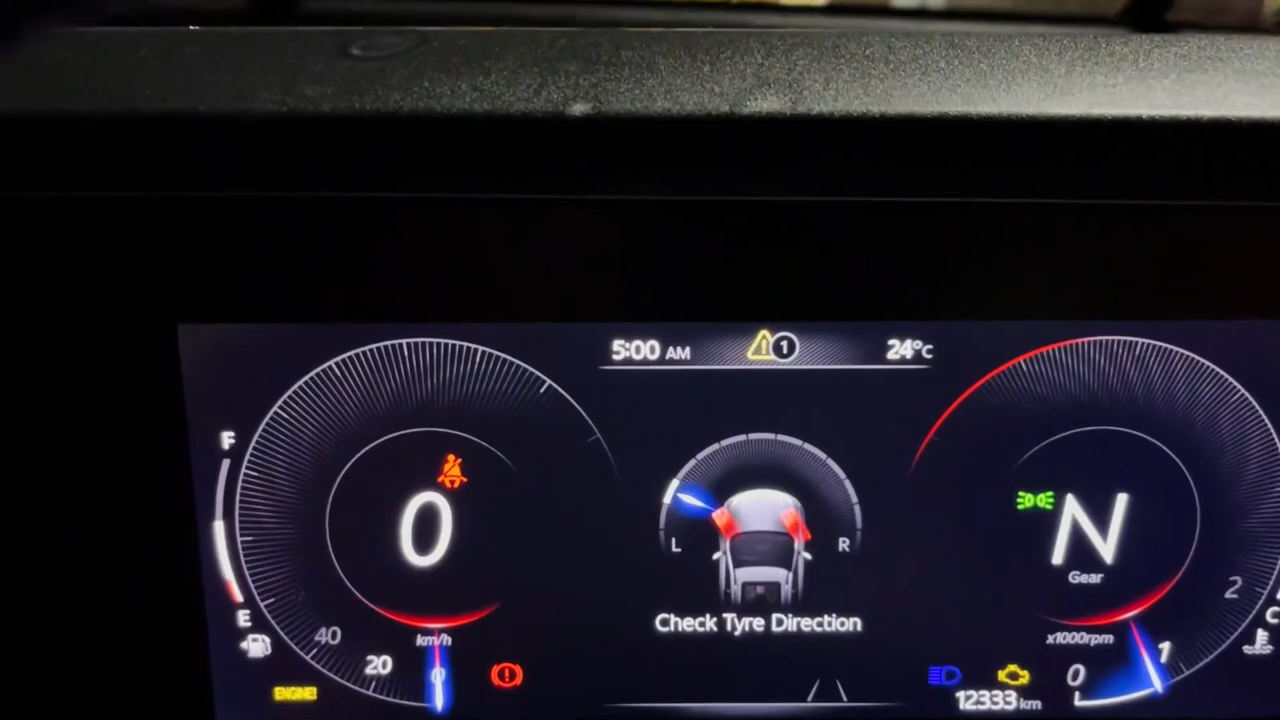 5:00 AM
1
24°C
F
0
L
R
N
Gear
E
Check Tyre Direction
2
C
40
km/h
x1000rpm
20
0
1
0
ENGINE!
12333 km